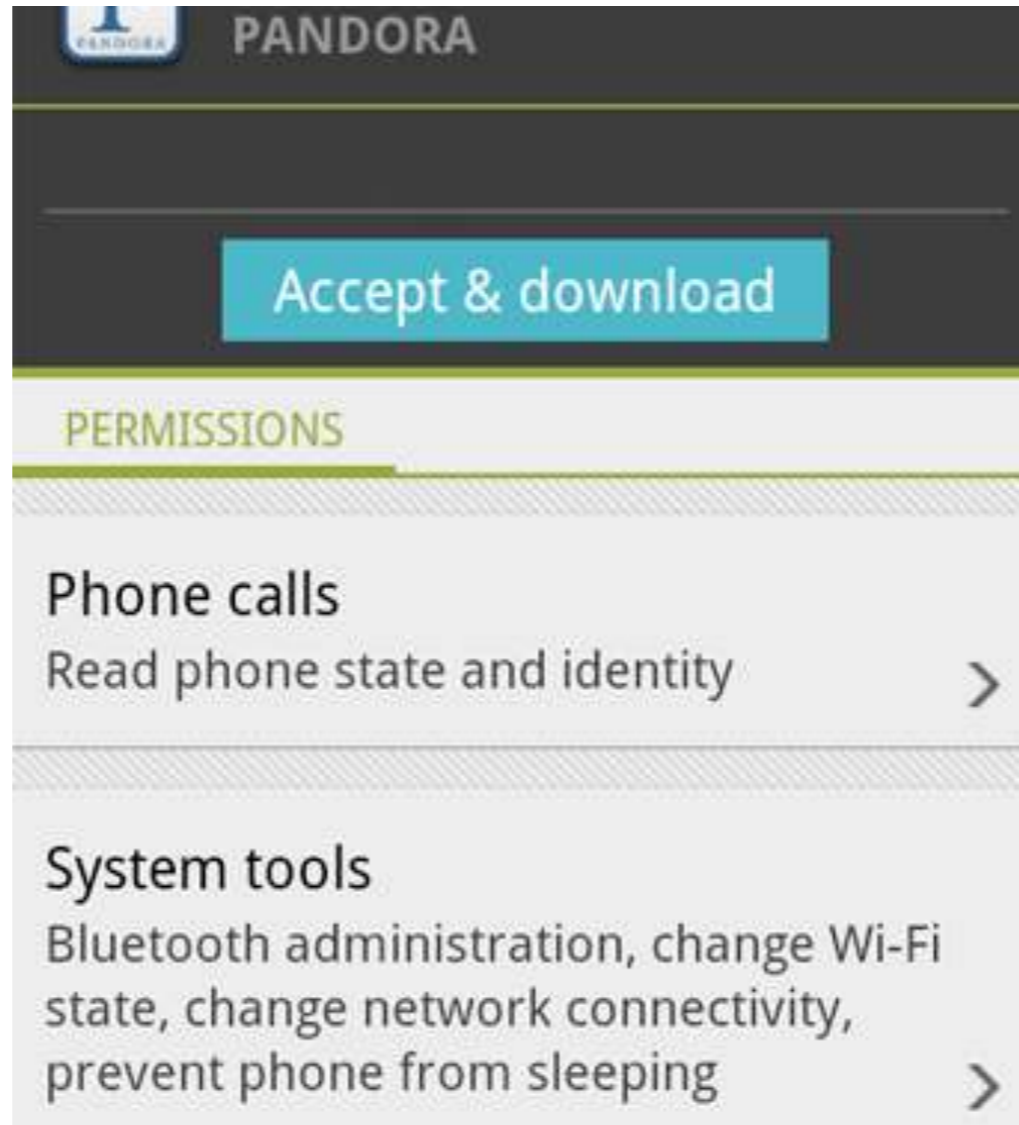 PANDORA
PANDORA
Accept & download
PERMISSIONS
Phone calls
Read phone state and identity
System tools
Bluetooth administration, change Wi-Fi
state, change network connectivity,
prevent phone from sleeping